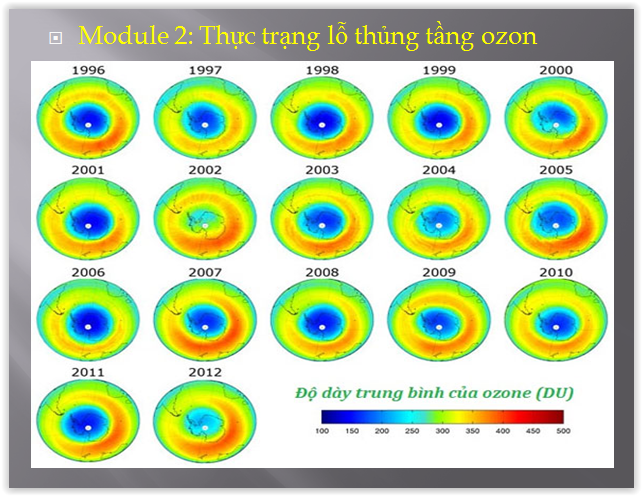 Module 2: Thực trạng lỗ thủng tầng ozon
1996 1997 1998 1999 2000
2001 2002 2003 2004 2005
2006 2007 2008 2009 2010
2011 2012
Độ dày trung bình của ozone (DU)
100 150 200 250 300 350 400 450 500